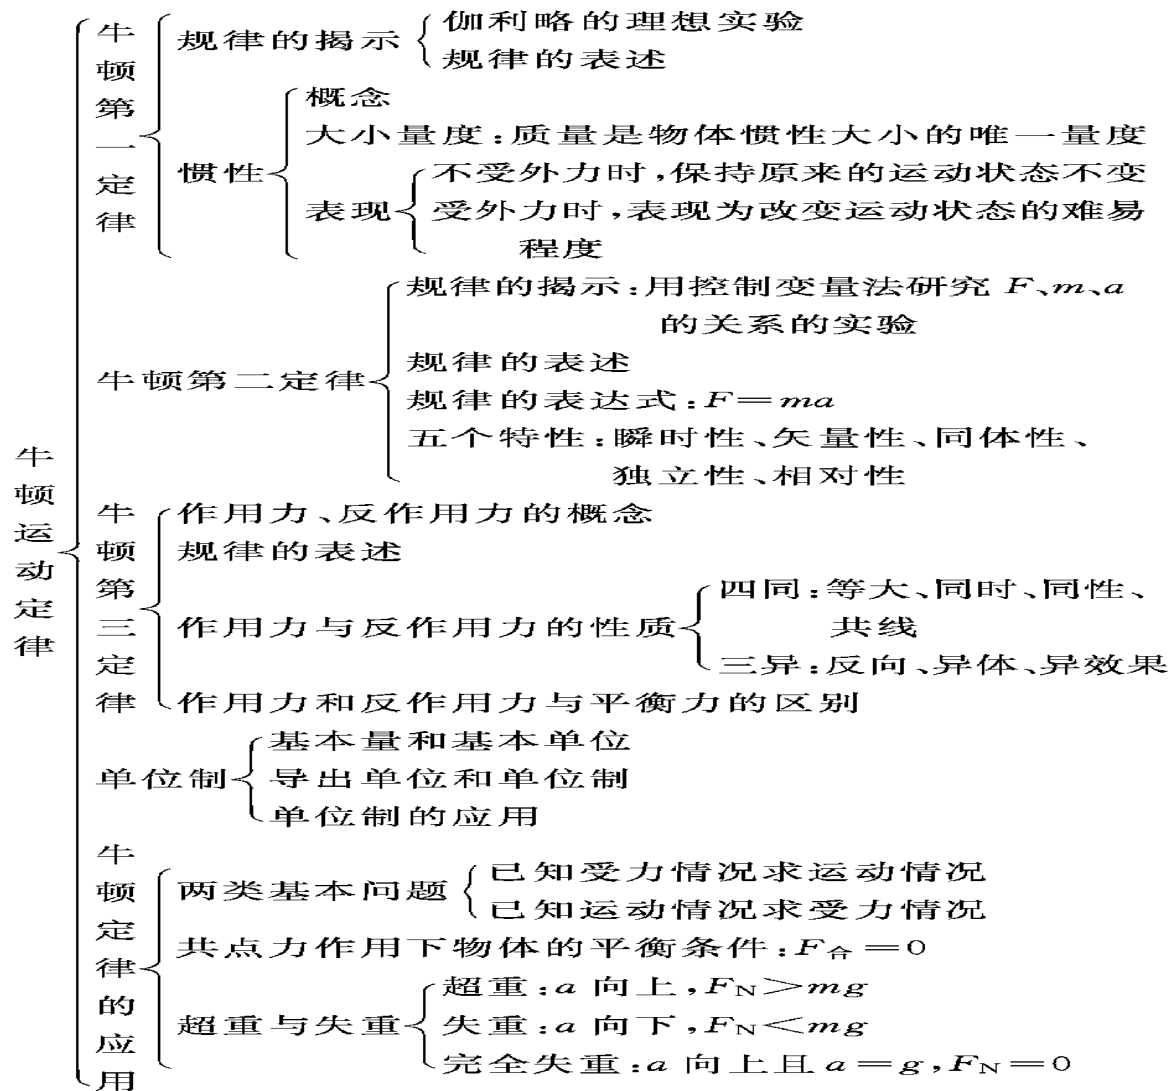 牛顿运动定律
牛顿第一定律
规律的揭示
伽利略的理想实验
规律的表述
惯性
概念
大小量度:质量是物体惯性大小的唯一量度
表现
不受外力时,保持原来的运动状态不变
受外力时,表现为改变运动状态的难易
程度
牛顿第二定律
规律的揭示:用控制变量法研究 F、m、a
的关系的实验
规律的表述
规律的表达式:F=ma
五个特性:瞬时性、矢量性、同体性、
独立性、相对性
牛顿第三定律
作用力、反作用力的概念
规律的表述
作用力与反作用力的性质
四同:等大、同时、同性、
共线
三异:反向、异体、异效果
作用力和反作用力与平衡力的区别
单位制
基本量和基本单位
导出单位和单位制
单位制的应用
牛顿定律的应用
两类基本问题
已知受力情况求运动情况
已知运动情况求受力情况
共点力作用下物体的平衡条件:F合=0
超重与失重
超重:a 向上,FN>mg
失重:a 向下,FN<mg
完全失重:a 向上且 a=g,FN=0